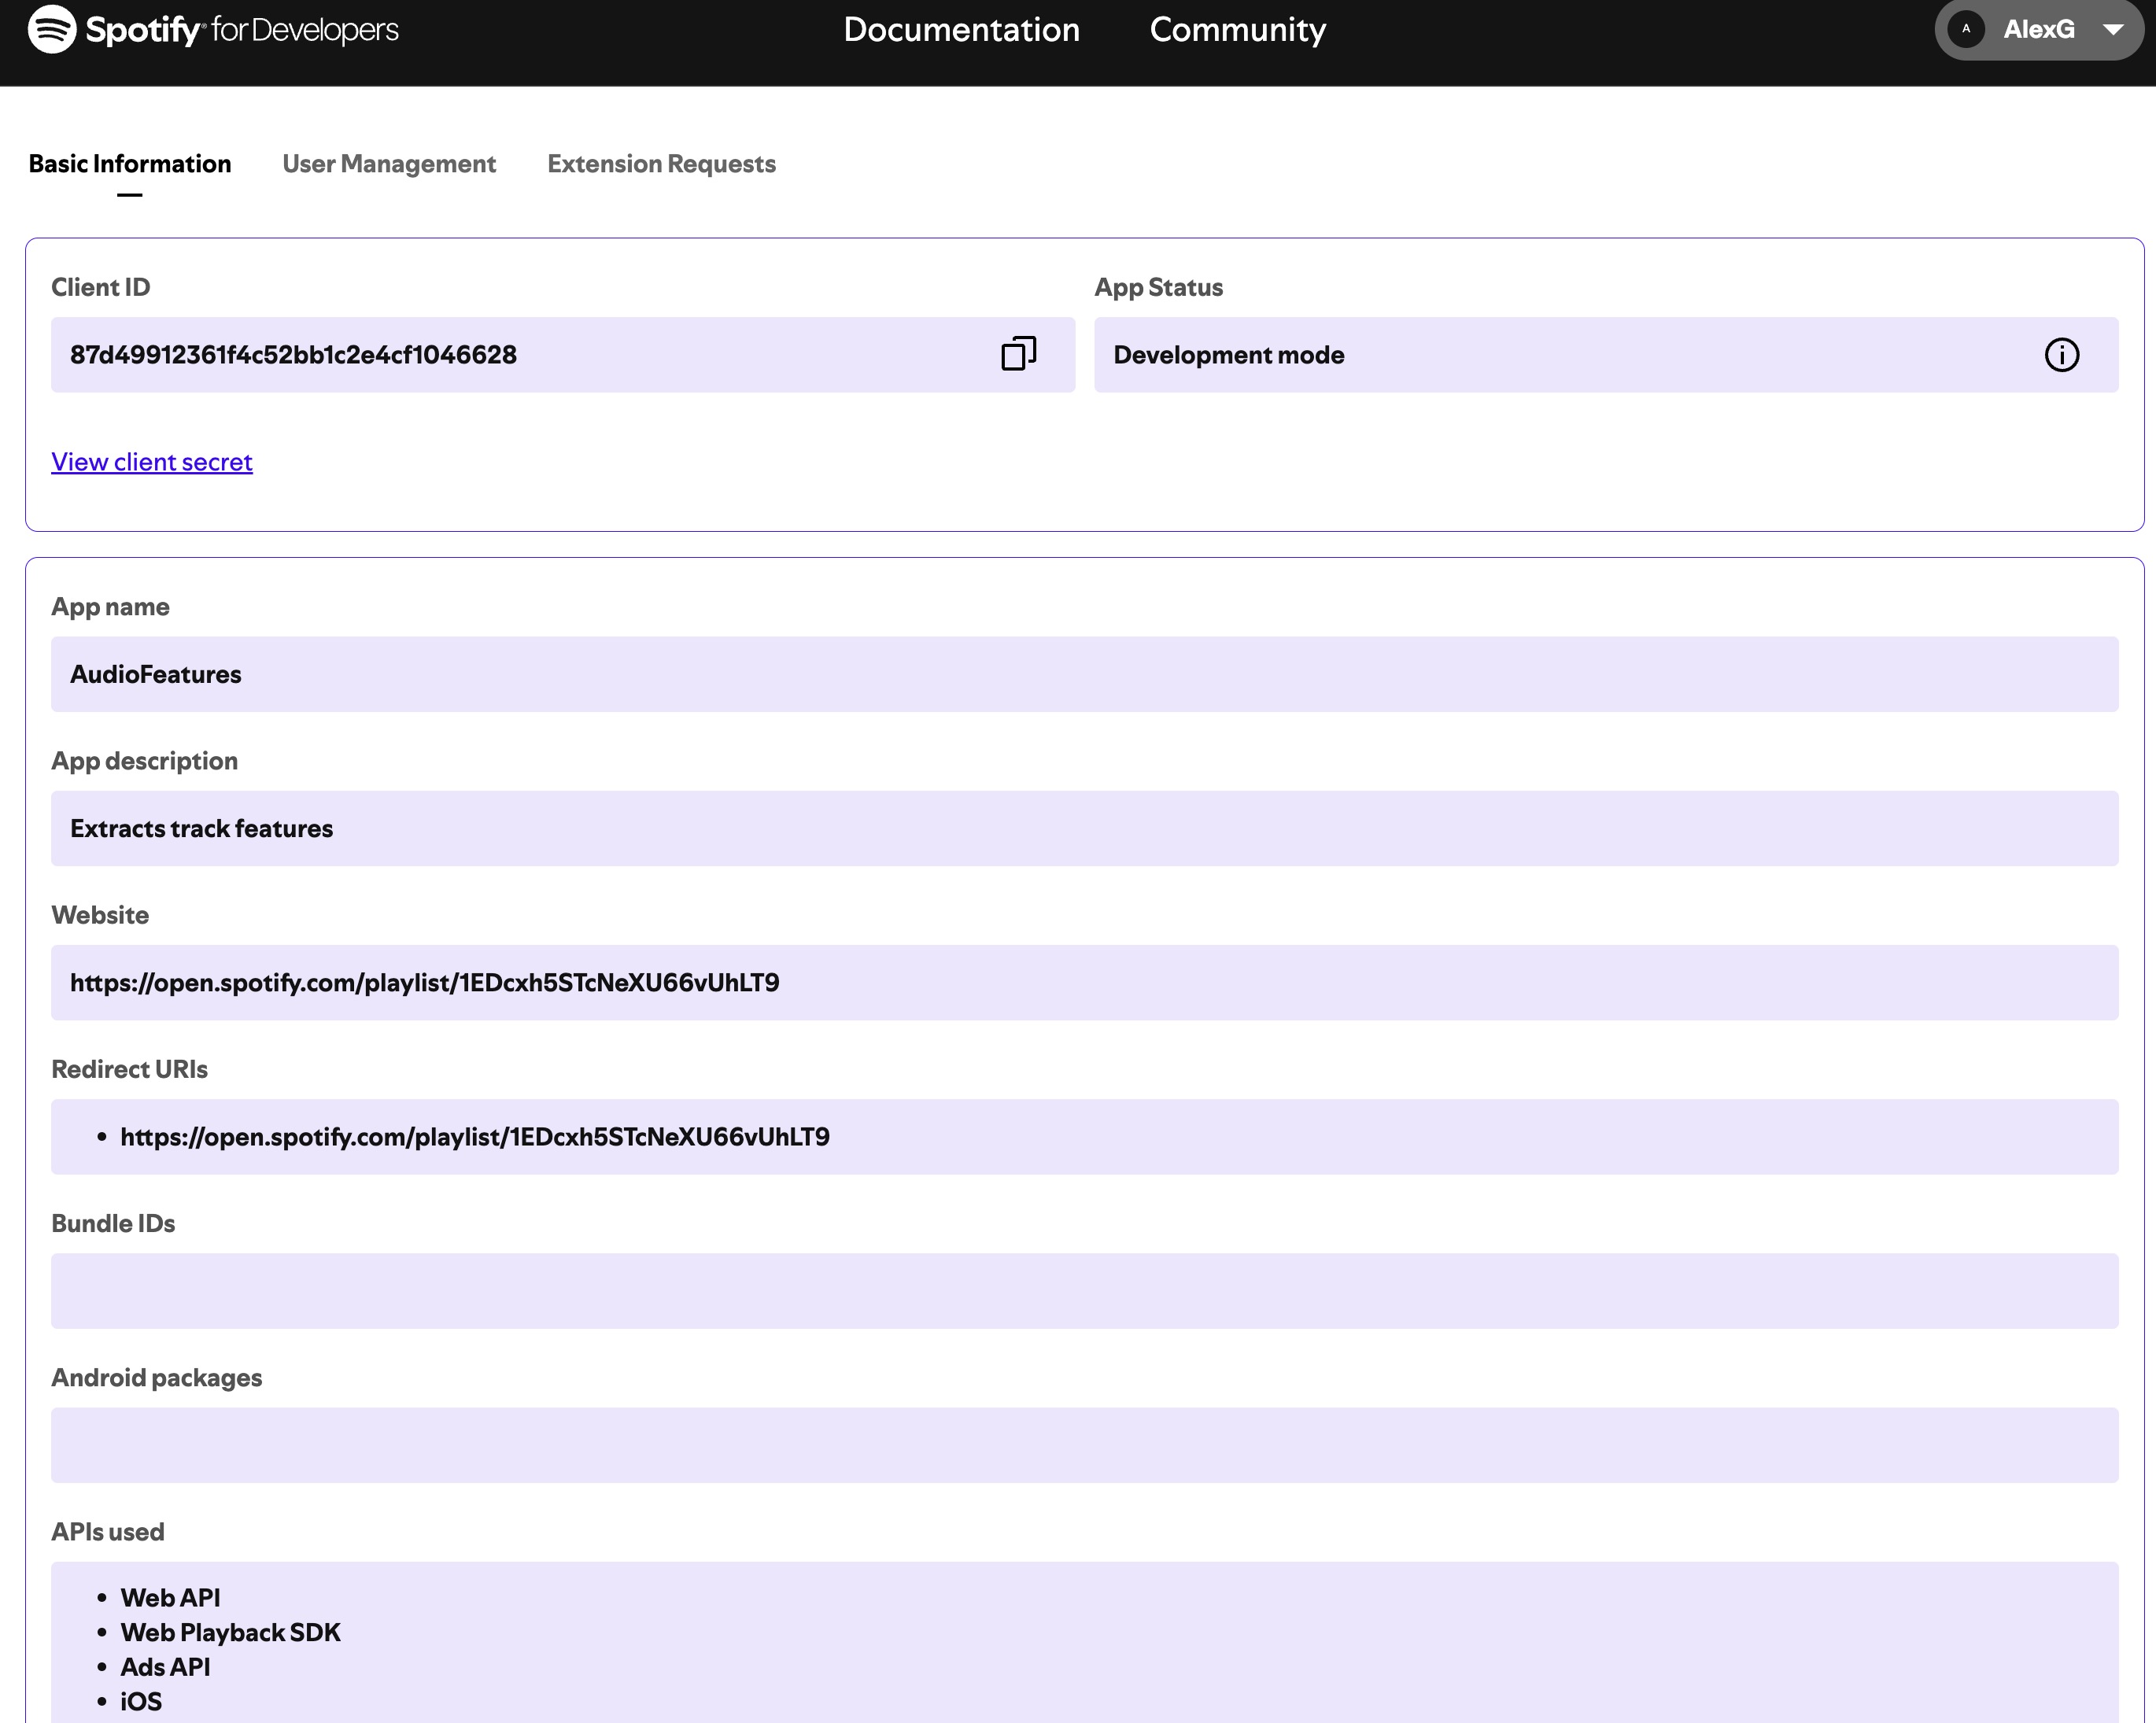 Spotify® for Developers
Documentation
Community
A AlexG
Basic Information
User Management
Extension Requests
Client ID
87d49912361f4c52bb1c2e4cf1046628
App Status
Development mode
View client secret
App name
AudioFeatures
App description
Extracts track features
Website
https://open.spotify.com/playlist/1EDcxh5STcNeXU66vUhLT9
Redirect URIs
• https://open.spotify.com/playlist/1EDcxh5STcNeXU66vUhLT9
Bundle IDs
Android packages
APIs used
• Web API
• Web Playback SDK
• Ads API
• iOS